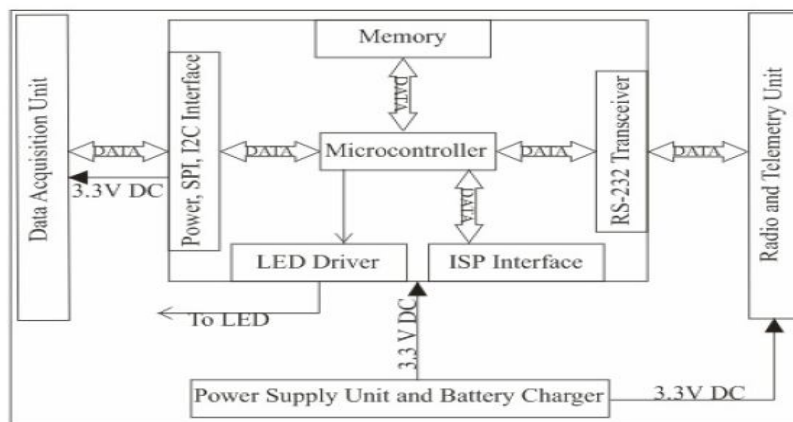 Memory
DATA
Data Acquisition Unit
DATA
3.3V DC
Power, SPI, I2C Interface
DATA
Microcontroller
DATA
RS-232 Transceiver
DATA
Radio and Telemetry Unit
DATA
LED Driver
ISP Interface
To LED
3.3 V DC
Power Supply Unit and Battery Charger
3.3V DC